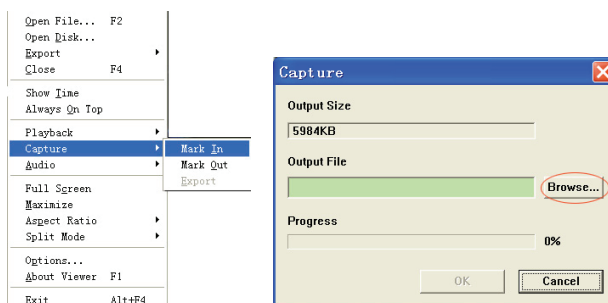 Open File... F2
Open Disk...
Export
Close F4
Show Time
Always On Top
Playback
Capture
Audio
Full Screen
Maximize
Aspect Ratio
Split Mode
Options...
About Viewer F1
Exit Alt+F4
Mark In
Mark Out
Export
Capture
Output Size
5984KB
Output File
Browse...
Progress
0%
OK Cancel